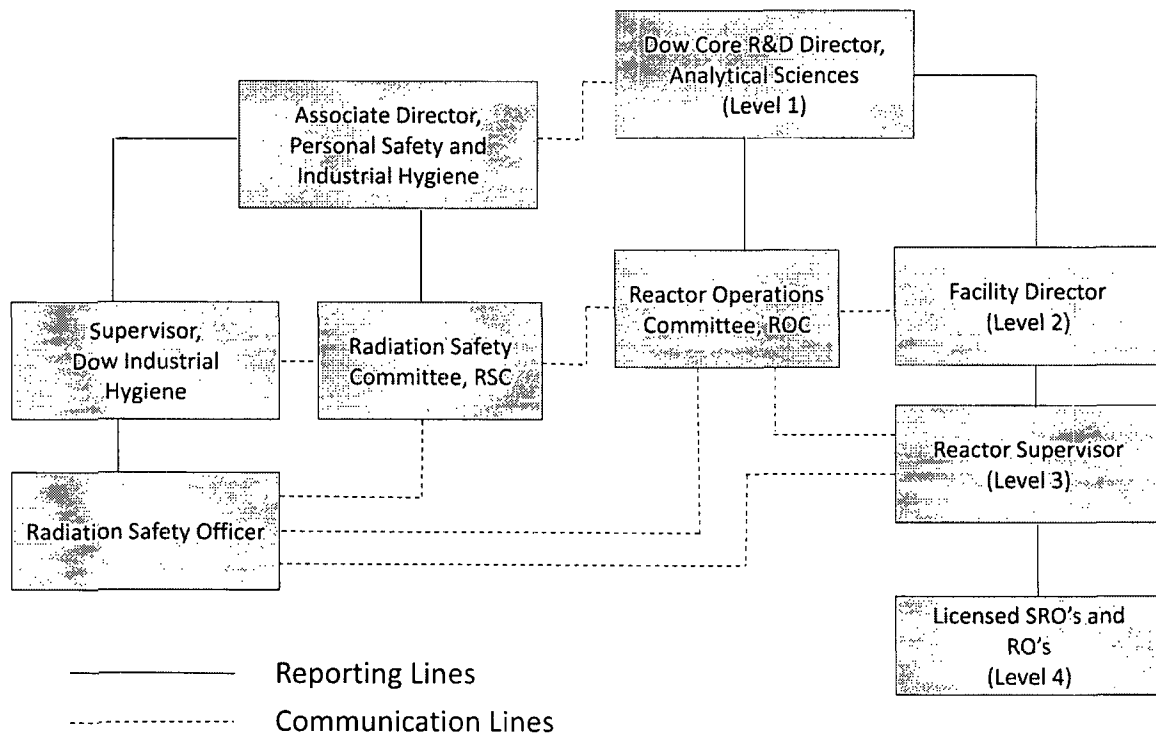 Dow Core R&D Director,
Analytical Sciences
(Level 1)
Associate Director,
Personal Safety and
Industrial Hygiene
Supervisor,
Dow Industrial
Hygiene
Radiation Safety
Committee, RSC
Reactor Operations
Committee, ROC
Facility Director
(Level 2)
Radiation Safety Officer
Reactor Supervisor
(Level 3)
Licensed SRO's and
RO's
(Level 4)
Reporting Lines
Communication Lines